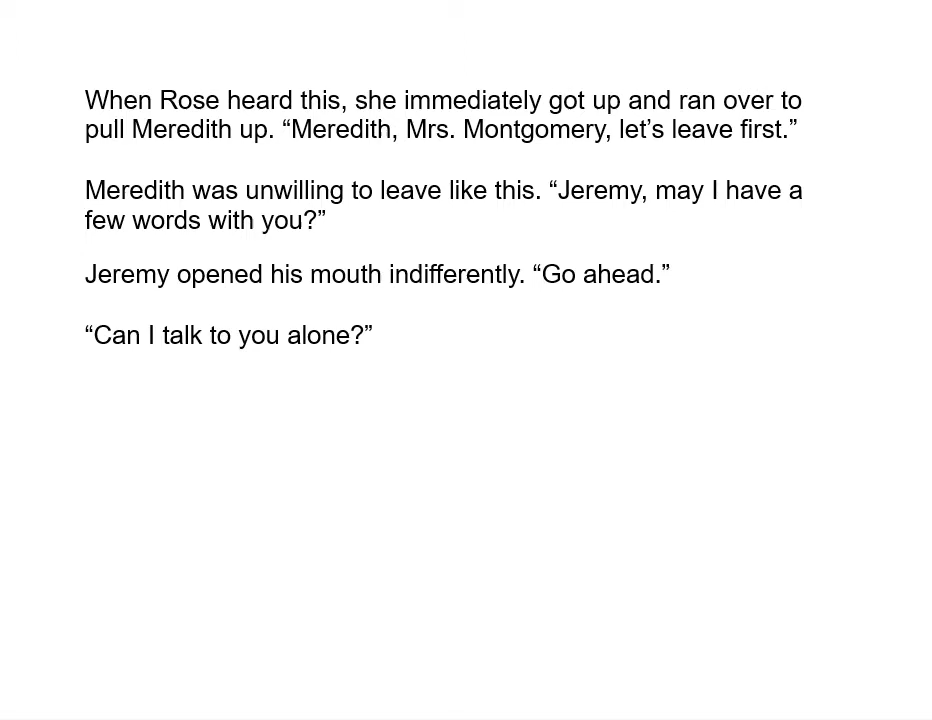 When Rose heard this, she immediately got up and ran over to
pull Meredith up. “Meredith, Mrs. Montgomery, let’s leave first.”
Meredith was unwilling to leave like this. “Jeremy, may I have a
few words with you?”
Jeremy opened his mouth indifferently. “Go ahead.”
“Can I talk to you alone?”